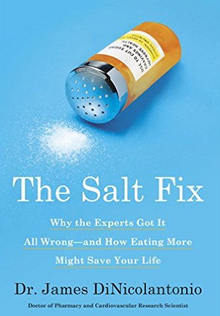 The Salt Fix
Why the Experts Got It
All Wrong—and How Eating More
Might Save Your Life
Dr. James DiNicolantonio
Doctor of Pharmacy and Cardiovascular Research Scientist